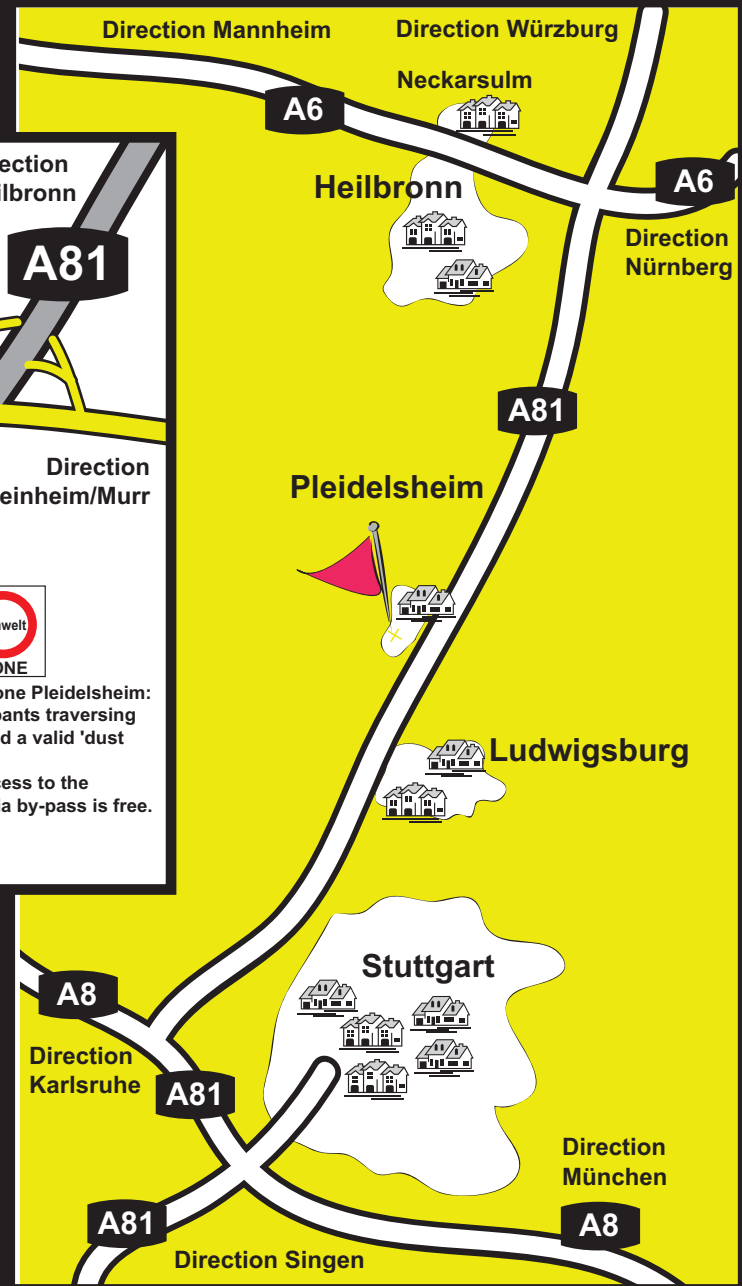 Direction Mannheim
Direction Würzburg
Neckarsulm
A6
Heilbronn
A6
Direction
Nürnberg
A81
Pleidelsheim
Ludwigsburg
Stuttgart
A8
Direction
Karlsruhe
A81
Direction
München
A81
A8
Direction Singen
ection
ilbronn
A81
Direction
einheim/Murr
welt
ONE
one Pleidelsheim:
pants traversing
d a valid 'dust
cess to the
ia by-pass is free.